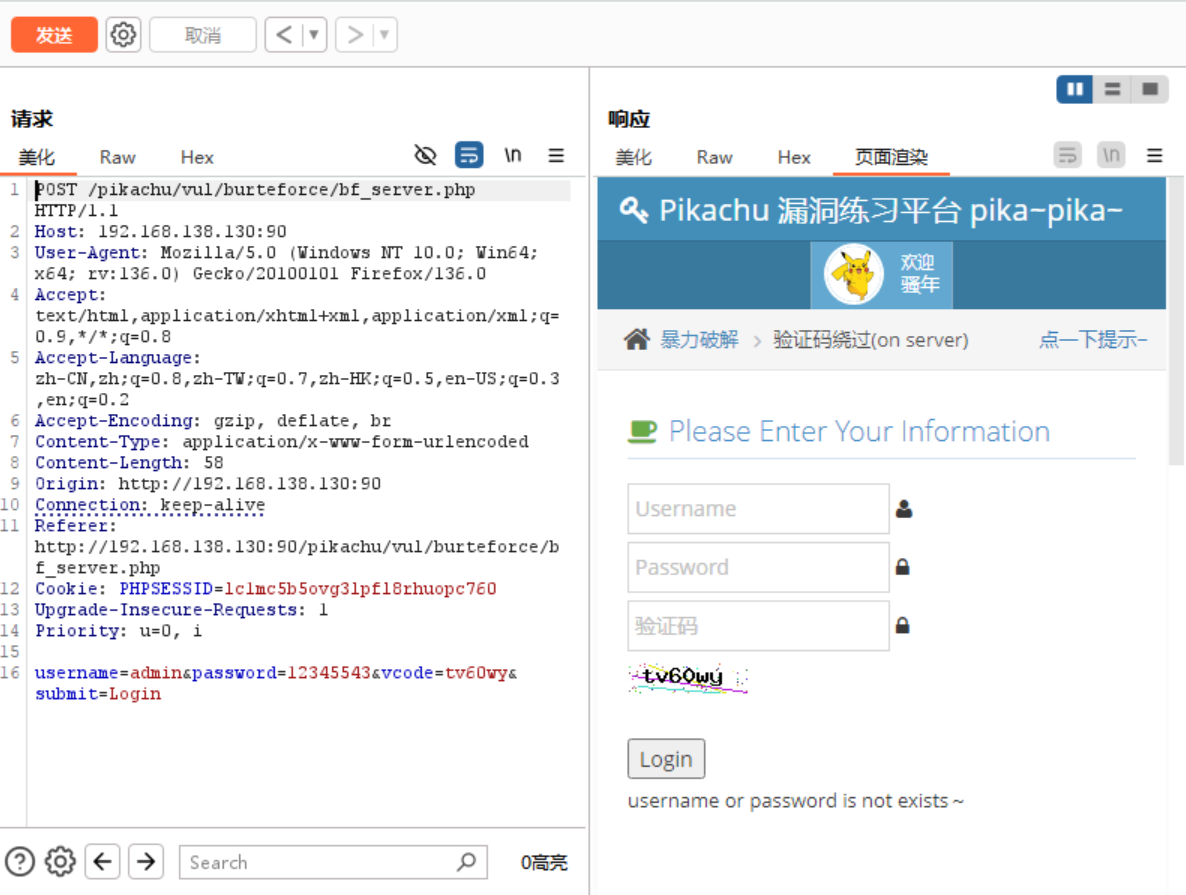 发送
取消
请求
美化 Raw Hex \n
1 POST /pikachu/vul/burteforce/bf_server.php
HTTP/1.1
2 Host: 192.168.138.130:90
3 User-Agent: Mozilla/5.0 (Windows NT 10.0; Win64;
x64; rv:136.0) Gecko/20100101 Firefox/136.0
4 Accept:
text/html,application/xhtml+xml,application/xml;q=
0.9,*/*;q=0.8
5 Accept-Language:
zh-CN,zh;q=0.8,zh-TW;q=0.7,zh-HK;q=0.5,en-US;q=0.3
,en;q=0.2
6 Accept-Encoding: gzip, deflate, br
7 Content-Type: application/x-www-form-urlencoded
8 Content-Length: 58
9 Origin: http://192.168.138.130:90
10 Connection: keep-alive
11 Referer:
http://192.168.138.130:90/pikachu/vul/burteforce/b
f_server.php
12 Cookie: PHPSESSID=lclmc5b5ovg3lpfl8rhuopc760
13 Upgrade-Insecure-Requests: 1
14 Priority: u=0, i
15
16 username=admin&password=12345543&vcode=tv60wy&
submit=Login
Search
0高亮
响应
美化 Raw Hex 页面渲染 \n
Pikachu 漏洞练习平台 pika~pika~
欢迎
骚年
暴力破解 验证码绕过(on server) 点一下提示~
Please Enter Your Information
Username
Password
验证码
tv60wy
Login
username or password is not exists～